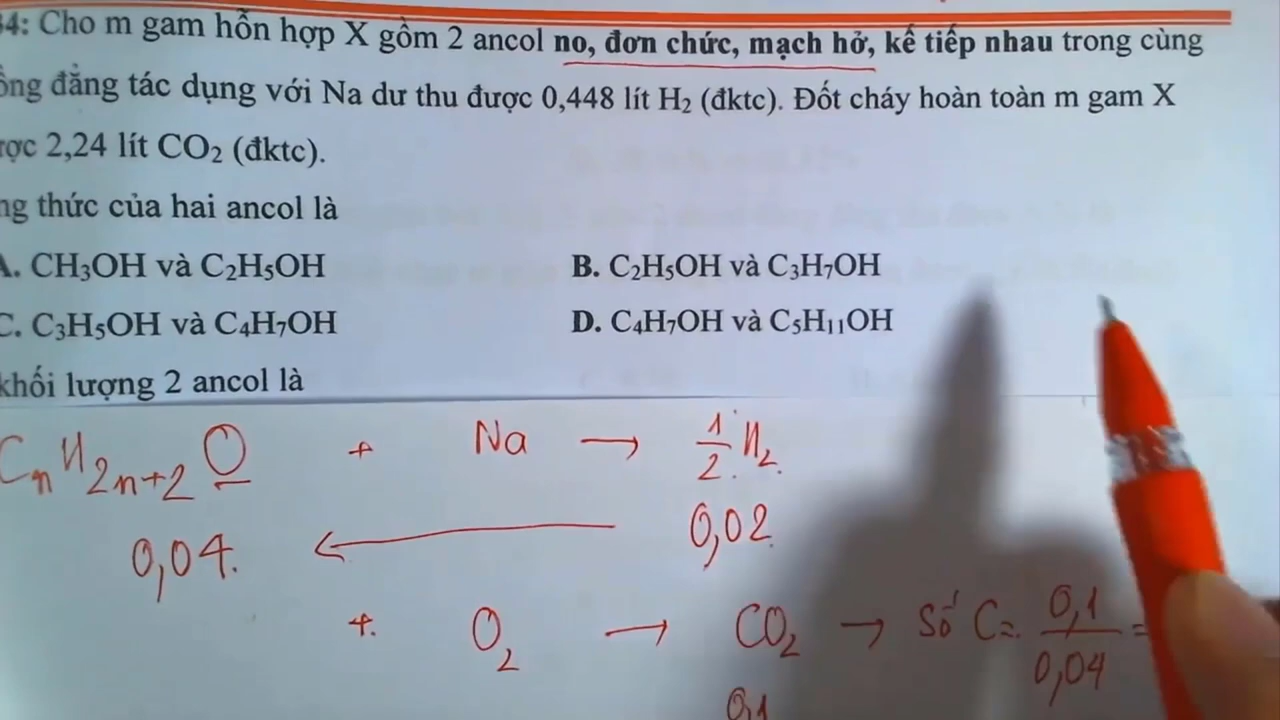 34: Cho m gam hỗn hợp X gồm 2 ancol no, đơn chức, mạch hở, kế tiếp nhau trong cùng
ồng đẳng tác dụng với Na dư thu được 0,448 lít H₂ (đktc). Đốt cháy hoàn toàn m gam X
rợc 2,24 lít CO₂ (đktc).
ng thức của hai ancol là
A. CH₃OH và C₂H₅OH
B. C₂H₅OH và C₃H₇OH
C. C₃H₅OH và C₄H₇OH
D. C₄H₇OH và C₅H₁₁OH
khối lượng 2 ancol là
CₙH₂ₙ₊₂O + Na → 1/2 H₂
0,04. ← 0,02.
+ O₂ → CO₂ → Số C = 0,1/0,04 =
0,1